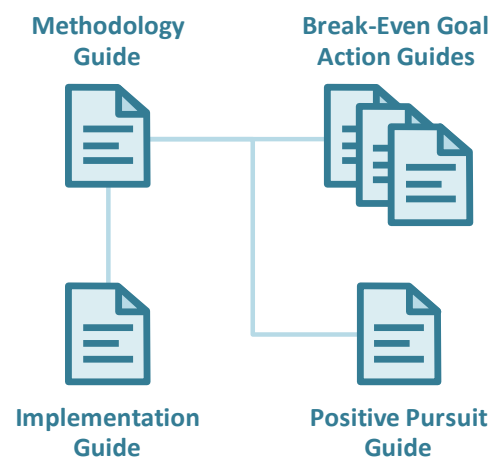 Methodology
Guide
Break-Even Goal
Action Guides
Implementation
Guide
Positive Pursuit
Guide